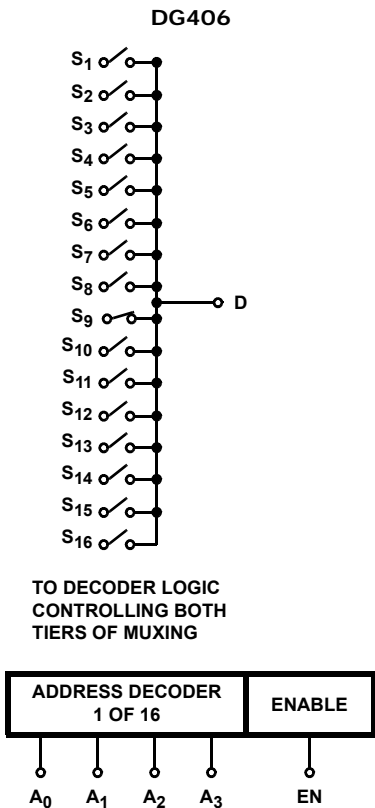 DG406
S1
S2
S3
S4
S5
S6
S7
S8
D
S9
S10
S11
S12
S13
S14
S15
S16
TO DECODER LOGIC
CONTROLLING BOTH
TIERS OF MUXING
ADDRESS DECODER
1 OF 16
ENABLE
A0 A1 A2 A3 EN